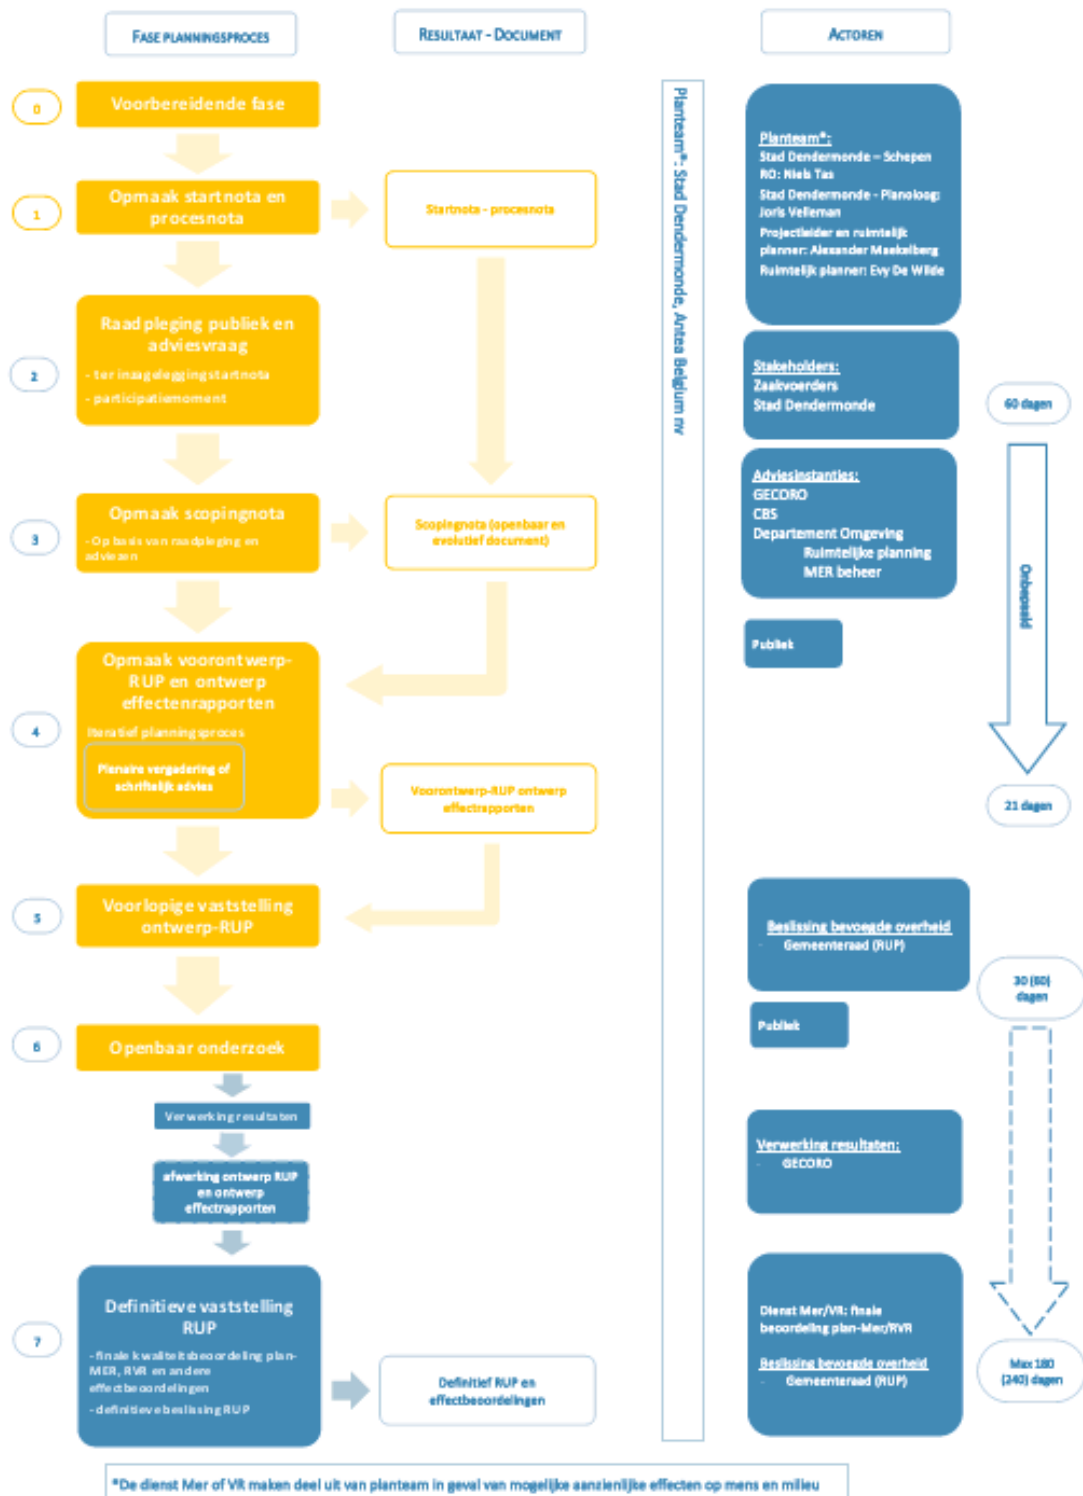 FASE PLANNINGSPROCES
RESULTAAT - DOCUMENT
ACTOREN
0
Voorbereidende fase
1
Opmaak startnota en
procesnota
Startnota - procesnota
2
Raadpleging publiek en
adviesvraag
- ter inzagelegging startnota
- participatiemoment
3
Opmaak scopingnota
- Op basis van raadpleging en
adviezen
Scopingnota (openbaar en
evolutief document)
4
Opmaak voorontwerp-
RUP en ontwerp
effectenrapporten
Iteratief planningsproces
Plenaire vergadering of
schriftelijk advies
Voorontwerp-RUP ontwerp
effectrapporten
5
Voorlopige vaststelling
ontwerp-RUP
6
Openbaar onderzoek
Verwerking resultaten
afwerking ontwerp RUP
en ontwerp
effectrapporten
7
Definitieve vaststelling
RUP
- finale kwaliteitsbeoordeling plan-
MER, RVR en andere
effectbeoordelingen
- definitieve beslissing RUP
Definitief RUP en
effectbeoordelingen
Planteam*: Stad Dendermonde, Antea Belgium nv
Planteam*:
Stad Dendermonde – Schepen
RO: Niels Tas
Stad Dendermonde - Planoloog:
Joris Velleman
Projectleider en ruimtelijk
planner: Alexander Maekelberg
Ruimtelijk planner: Evy De Wilde
Stakeholders:
Zaakvoerders
Stad Dendermonde
Adviesinstanties:
GECORO
CBS
Departement Omgeving
Ruimtelijke planning
MER beheer
Publiek
60 dagen
Onbepaald
21 dagen
Beslissing bevoegde overheid
- Gemeenteraad (RUP)
Publiek
30 (60)
dagen
Verwerking resultaten:
- GECORO
Dienst Mer/VR: finale
beoordeling plan-Mer/RVR
Beslissing bevoegde overheid
- Gemeenteraad (RUP)
Max 180
(240) dagen
*De dienst Mer of VR maken deel uit van planteam in geval van mogelijke aanzienlijke effecten op mens en milieu